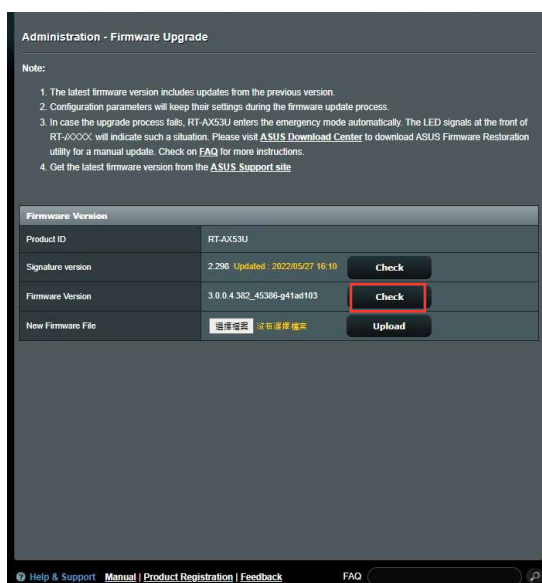 Administration - Firmware Upgrade
Note:
1. The latest firmware version includes updates from the previous version.
2. Configuration parameters will keep their settings during the firmware update process.
3. In case the upgrade process fails, RT-AX53U enters the emergency mode automatically. The LED signals at the front of
RT-AXXXX will indicate such a situation. Please visit ASUS Download Center to download ASUS Firmware Restoration
utility for a manual update. Check on FAQ for more instructions.
4. Get the latest firmware version from the ASUS Support site
Firmware Version
Product ID RT-AX53U
Signature version 2.298 Updated : 2022/05/27 16:10 Check
Firmware Version 3.0.0.4.382_45386-g41ad103 Check
New Firmware File 選擇檔案 沒有選擇檔案 Upload
Help & Support Manual | Product Registration | Feedback FAQ